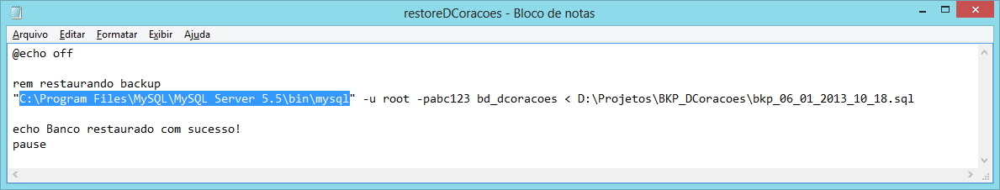 restoreDCoracoes - Bloco de notas
Arquivo Editar Formatar Exibir Ajuda
@echo off
rem restaurando backup
"C:\Program Files\MySQL\MySQL Server 5.5\bin\mysql" -u root -pabc123 bd_dcoracoes < D:\Projetos\BKP_DCoracoes\bkp_06_01_2013_10_18.sql
echo Banco restaurado com sucesso!
pause